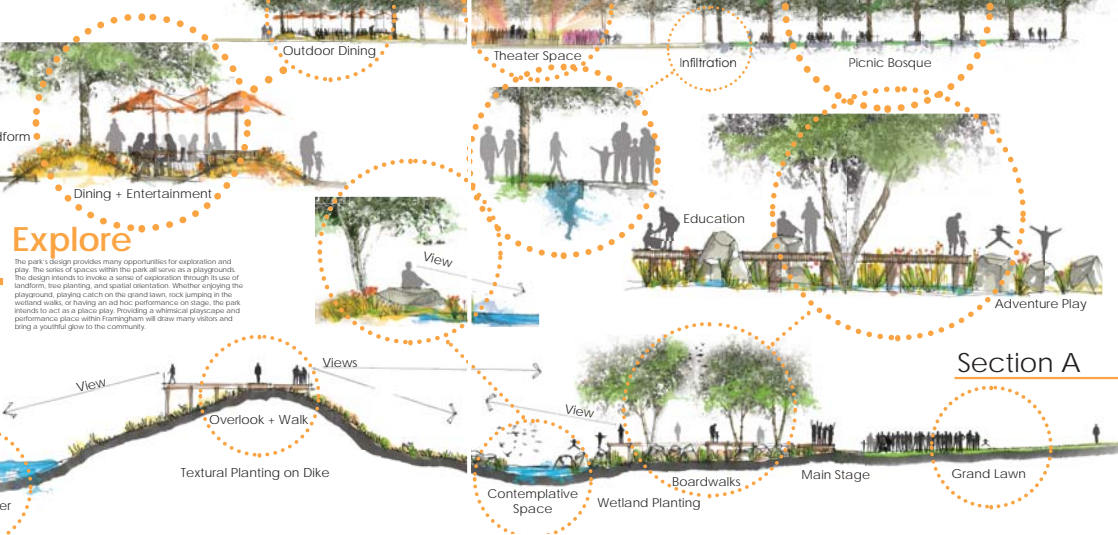 Outdoor Dining
Theater Space
Infiltration
Picnic Bosque
dform
Dining + Entertainment
Education
View
Adventure Play
Explore
The park's design provides many opportunities for exploration and
play. The series of spaces within the park all serve as a playgrounds.
The design intends to invoke a sense of exploration through its use of
landform, tree planting, and spatial orientation. Whether enjoying the
playground, playing catch on the grand lawn, rock jumping in the
wetland walks, or having an ad hoc performance on stage, the park
intends to act as a place play. Providing a whimsical playscape and
performance place within Framingham will draw many visitors and
bring a youthful glow to the community.
Section A
View
Views
View
Overlook + Walk
Textural Planting on Dike
Contemplative
Space
Wetland Planting
Boardwalks
Main Stage
Grand Lawn
er